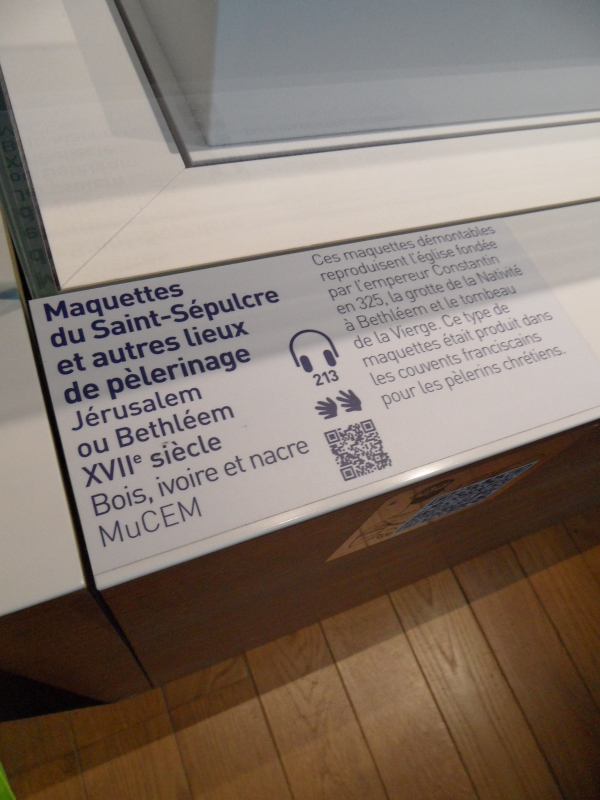 Maquettes
du Saint-Sépulcre
et autres lieux
de pèlerinage
Jérusalem
ou Bethléem
XVIIe siècle
Bois, ivoire et nacre
MuCEM
213
Ces maquettes démontables
reproduisent l'église fondée
par l'empereur Constantin
en 325, la grotte de la Nativité
à Bethléem et le tombeau
de la Vierge. Ce type de
maquettes était produit dans
les couvents franciscains
pour les pèlerins chrétiens.